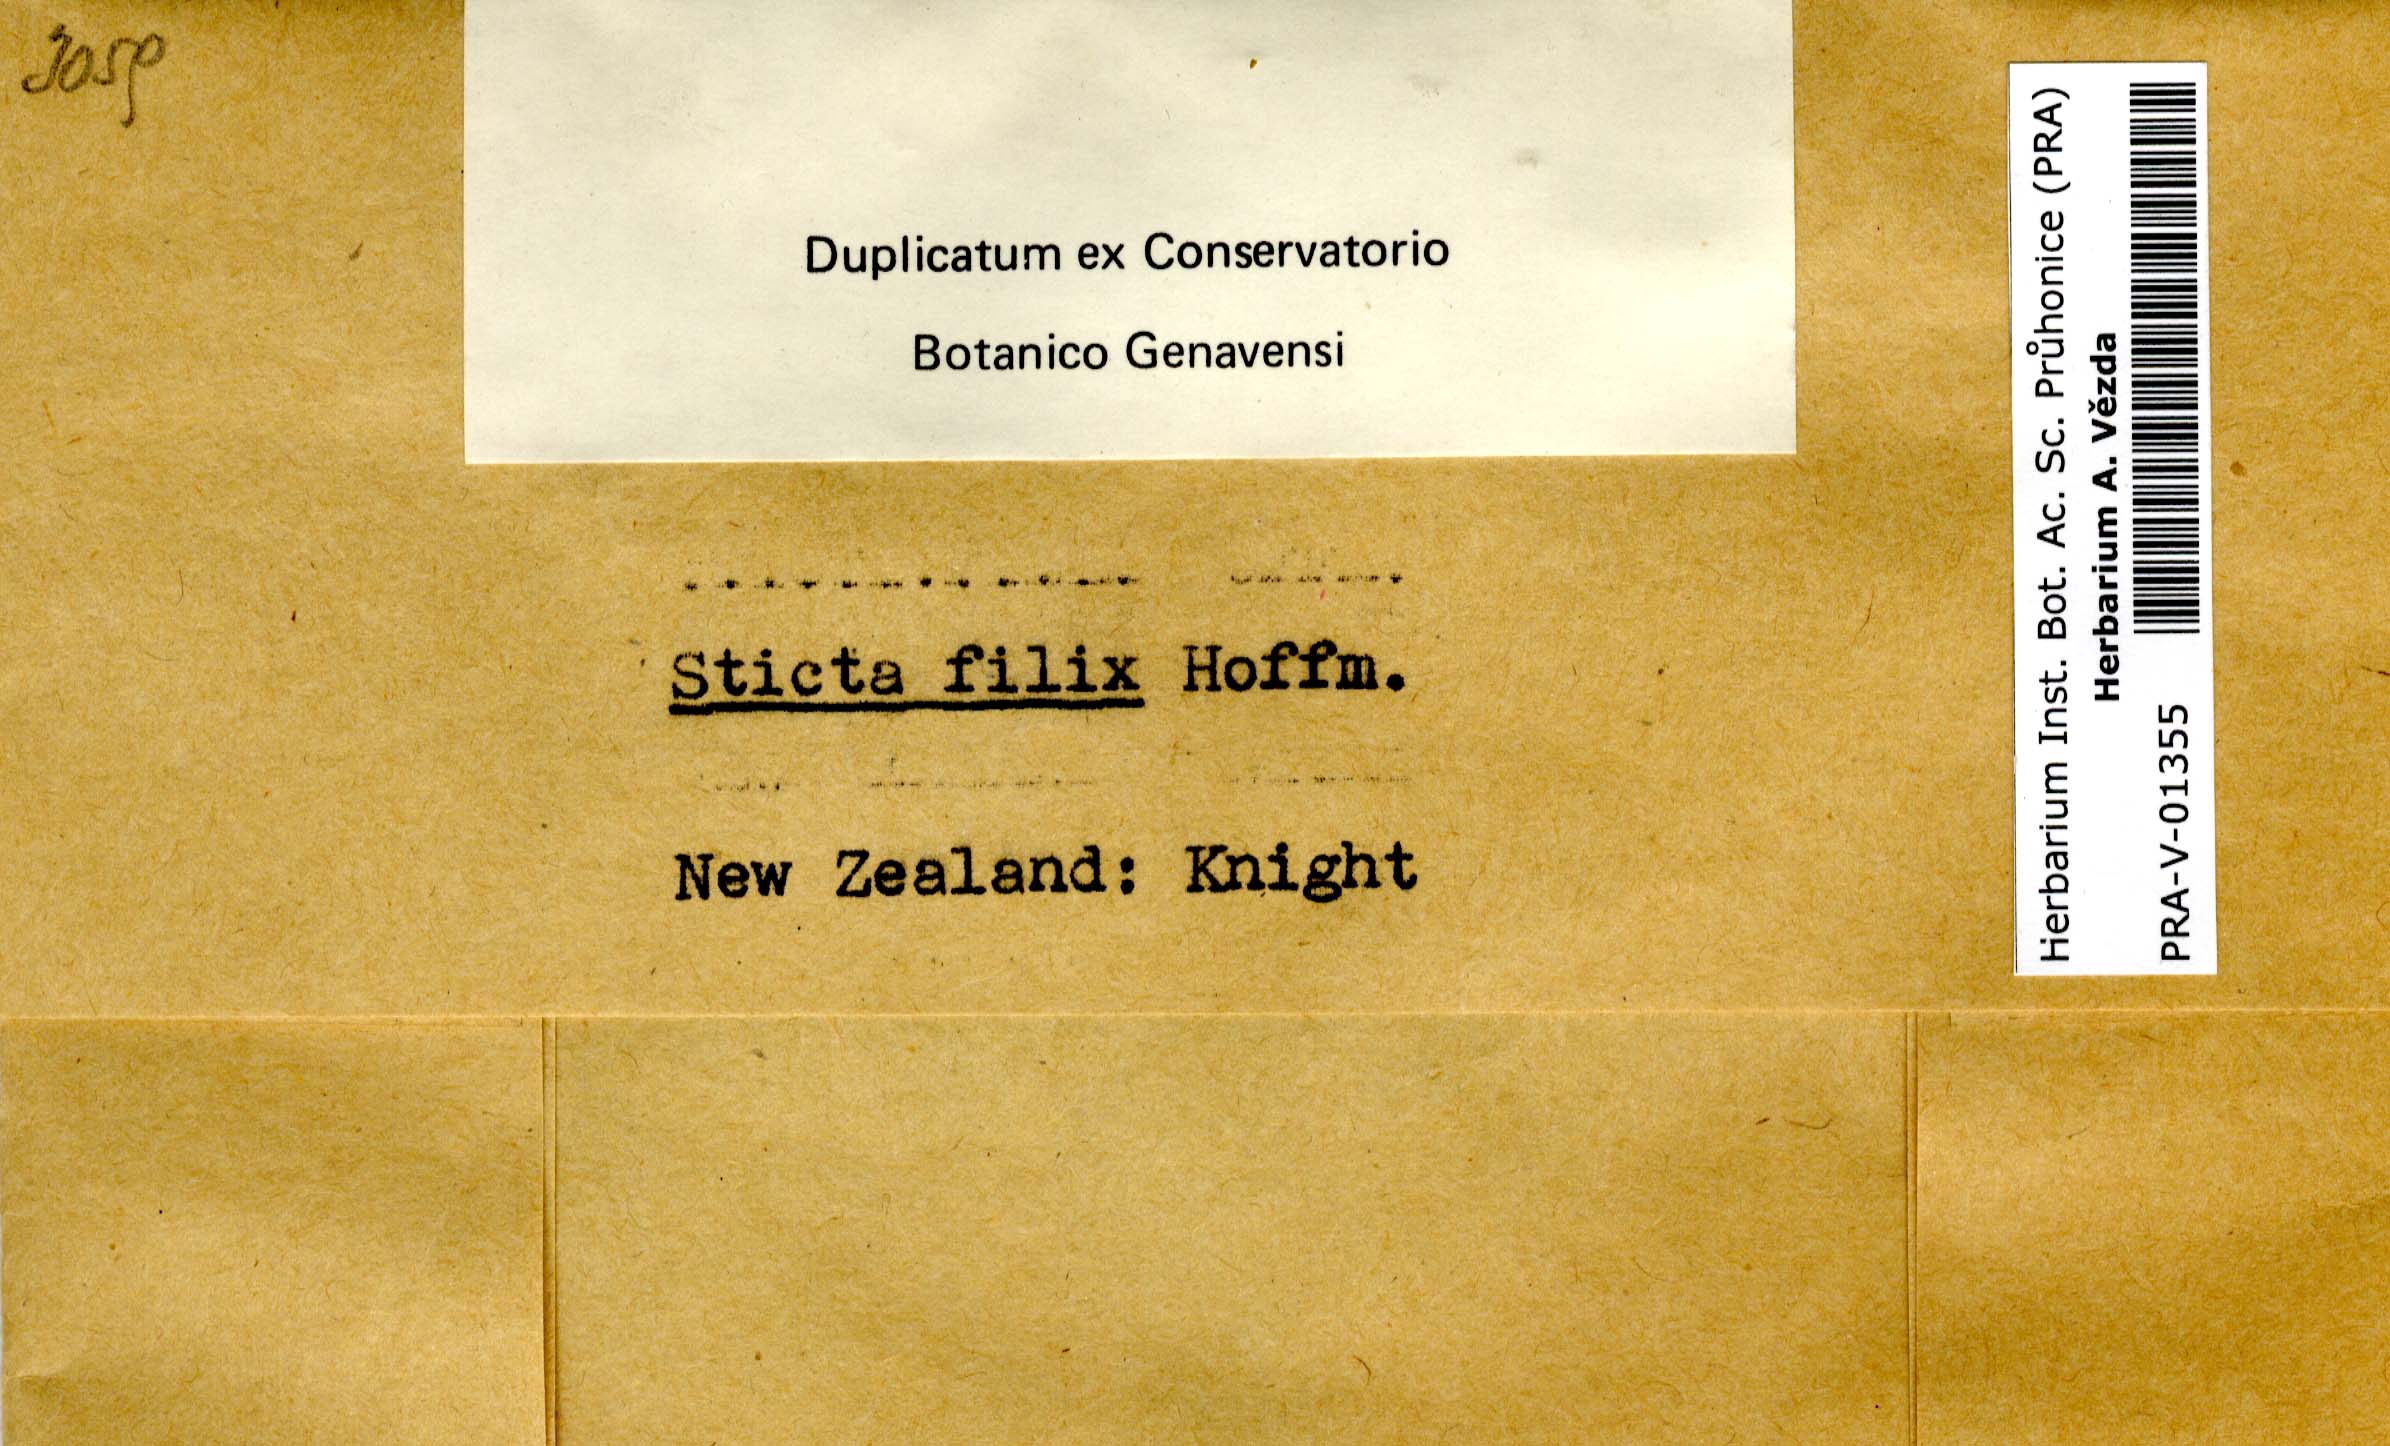 Duplicatum ex Conservatorio
Botanico Genavensi
Sticta filix Hoffm.
New Zealand: Knight
Herbarium Inst. Bot. Ac. Sc. Průhonice (PRA)
Herbarium A. Vězda
PRA-V-01355